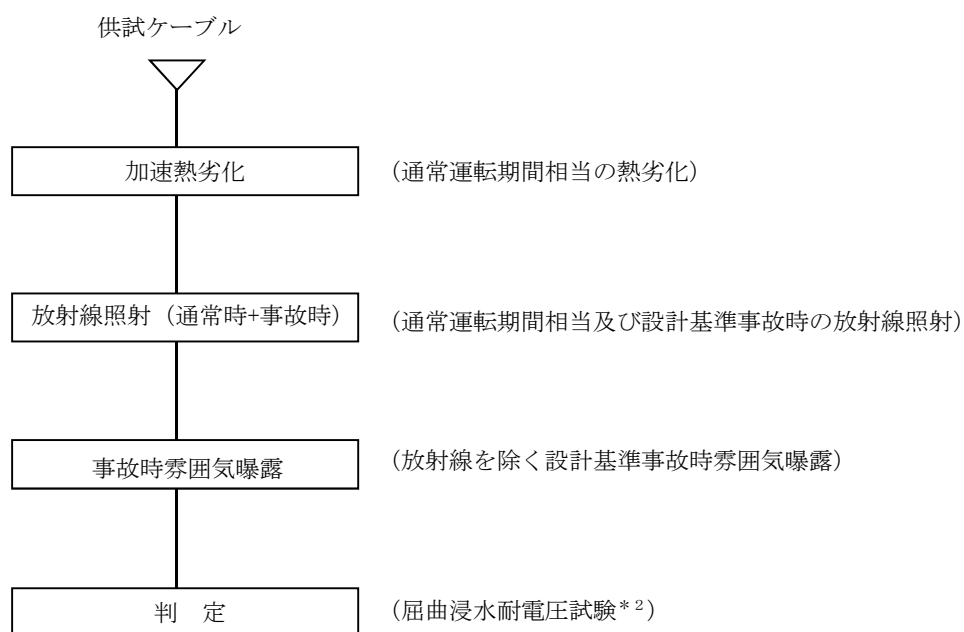 供試ケーブル
加速熱劣化 (通常運転期間相当の熱劣化)
放射線照射(通常時+事故時) (通常運転期間相当及び設計基準事故時の放射線照射)
事故時雰囲気曝露 (放射線を除く設計基準事故時雰囲気曝露)
判 定 (屈曲浸水耐電圧試験*2)